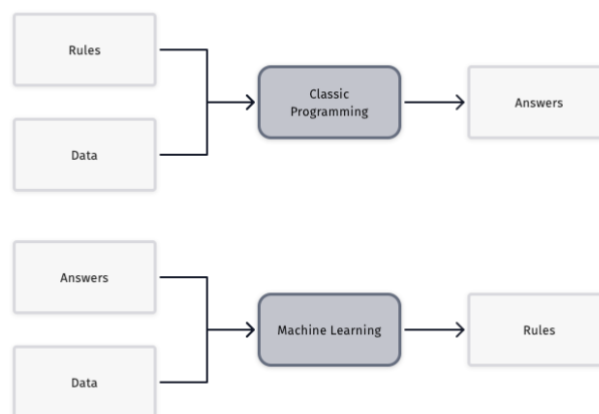 Rules
Data
Classic
Programming
Answers
Answers
Data
Machine Learning
Rules